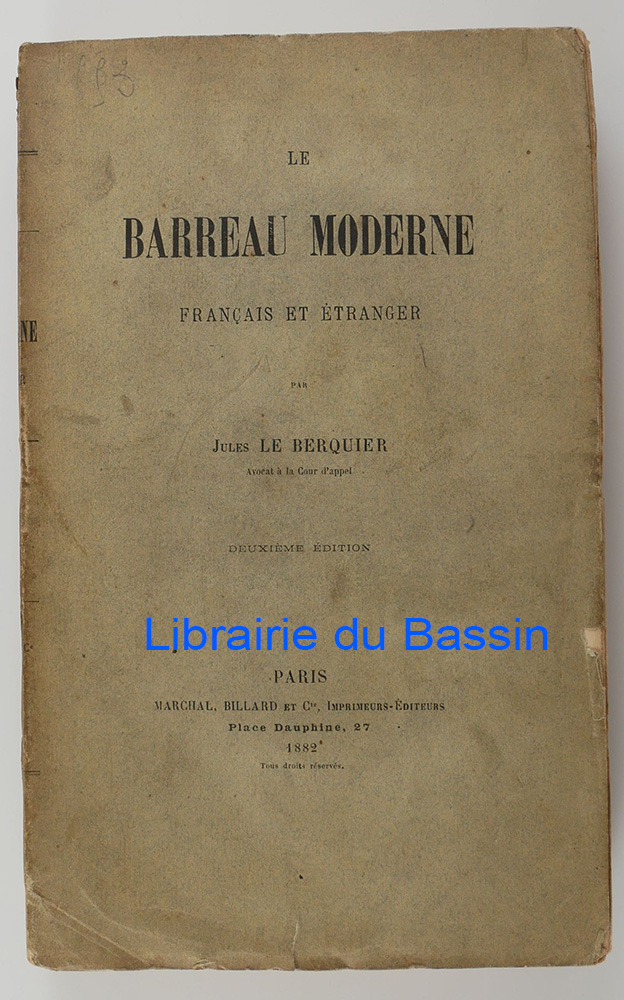 LE
BARREAU MODERNE
FRANÇAIS ET ÉTRANGER
PAR
JULES LE BERQUIER
Avocat à la Cour d'appel
DEUXIÈME ÉDITION
Librairie du Bassin
PARIS
MARCHAL, BILLARD ET Cie, IMPRIMEURS-ÉDITEURS
Place Dauphine, 27
1882
Tous droits réservés.
NE